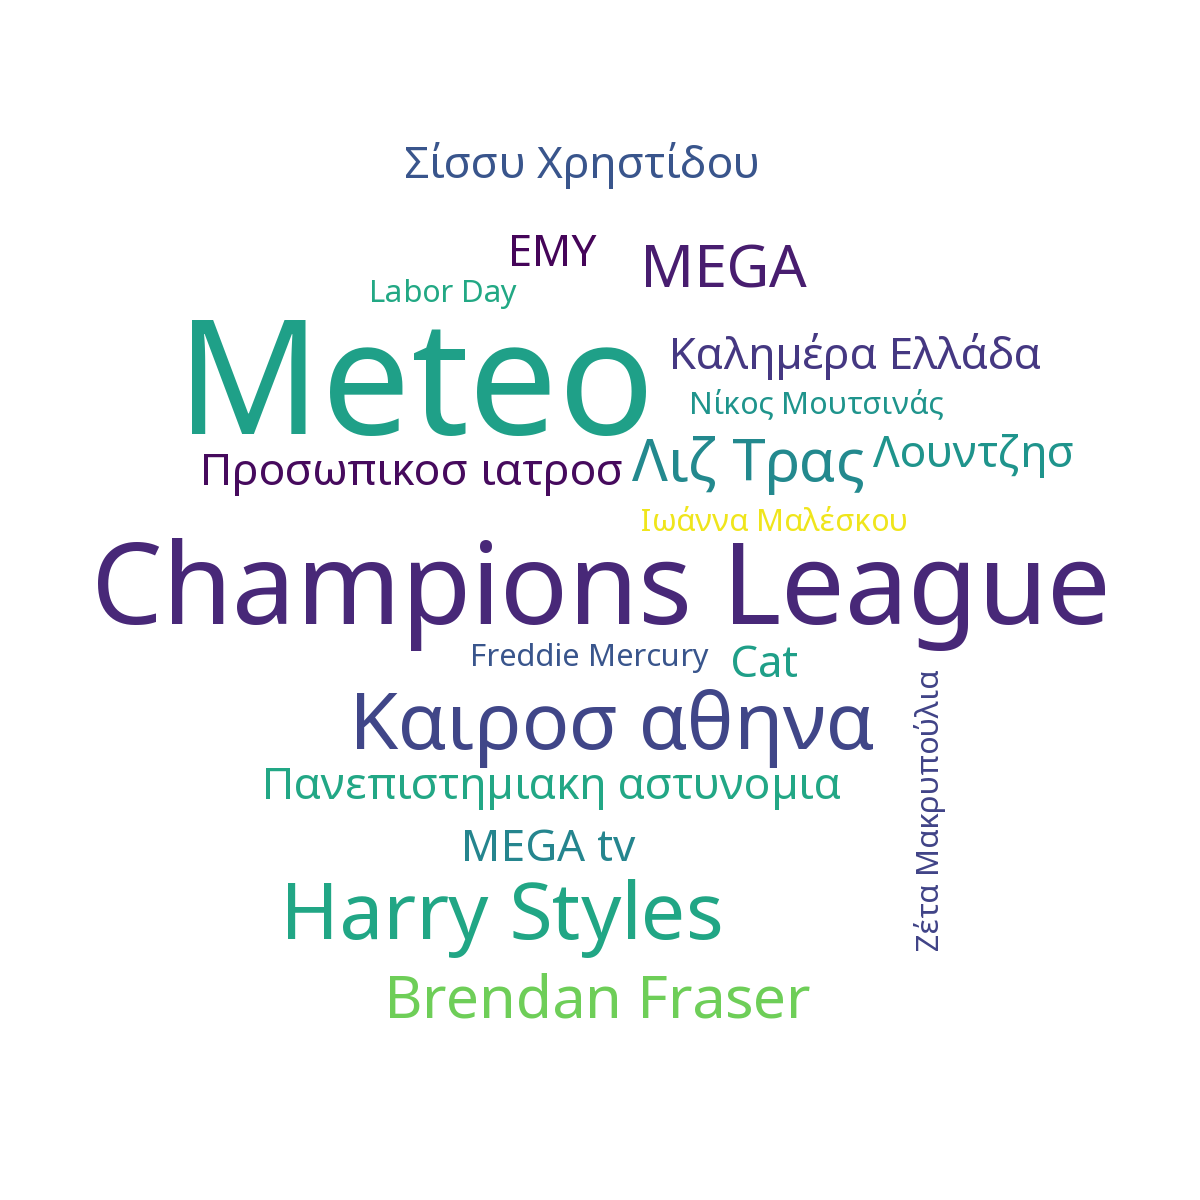 Σίσσυ Χρηστίδου
ΕΜΥ
MEGA
Labor Day
Meteo
Καλημέρα Ελλάδα
Νίκος Μουτσινάς
Λιζ Τρας
Λουντζησ
Προσωπικοσ ιατροσ
Ιωάννα Μαλέσκου
Champions League
Freddie Mercury
Cat
Καιροσ αθηνα
Ζέτα Μακρυπούλια
Πανεπιστημιακη αστυνομια
MEGA tv
Harry Styles
Brendan Fraser